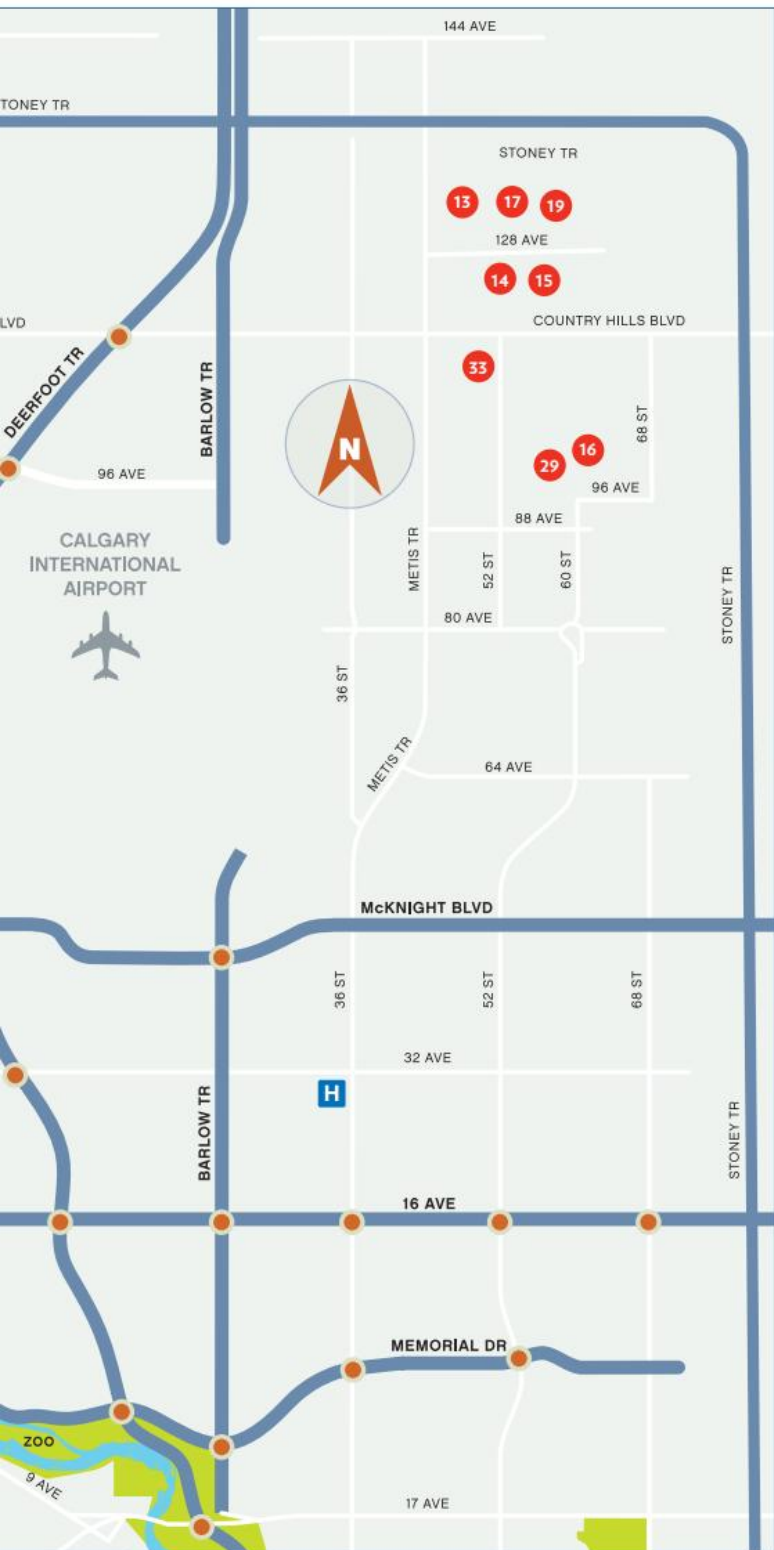 144 AVE
TONEY TR
STONEY TR
13
17
19
128 AVE
14
15
LVD
COUNTRY HILLS BLVD
33
DEERFOOT TR
BARLOW TR
68 ST
N
16
29
96 AVE
96 AVE
88 AVE
CALGARY
INTERNATIONAL
AIRPORT
METIS TR
52 ST
60 ST
STONEY TR
80 AVE
36 ST
METIS TR
64 AVE
McKNIGHT BLVD
36 ST
52 ST
68 ST
32 AVE
H
BARLOW TR
STONEY TR
16 AVE
MEMORIAL DR
ZOO
9 AVE
17 AVE